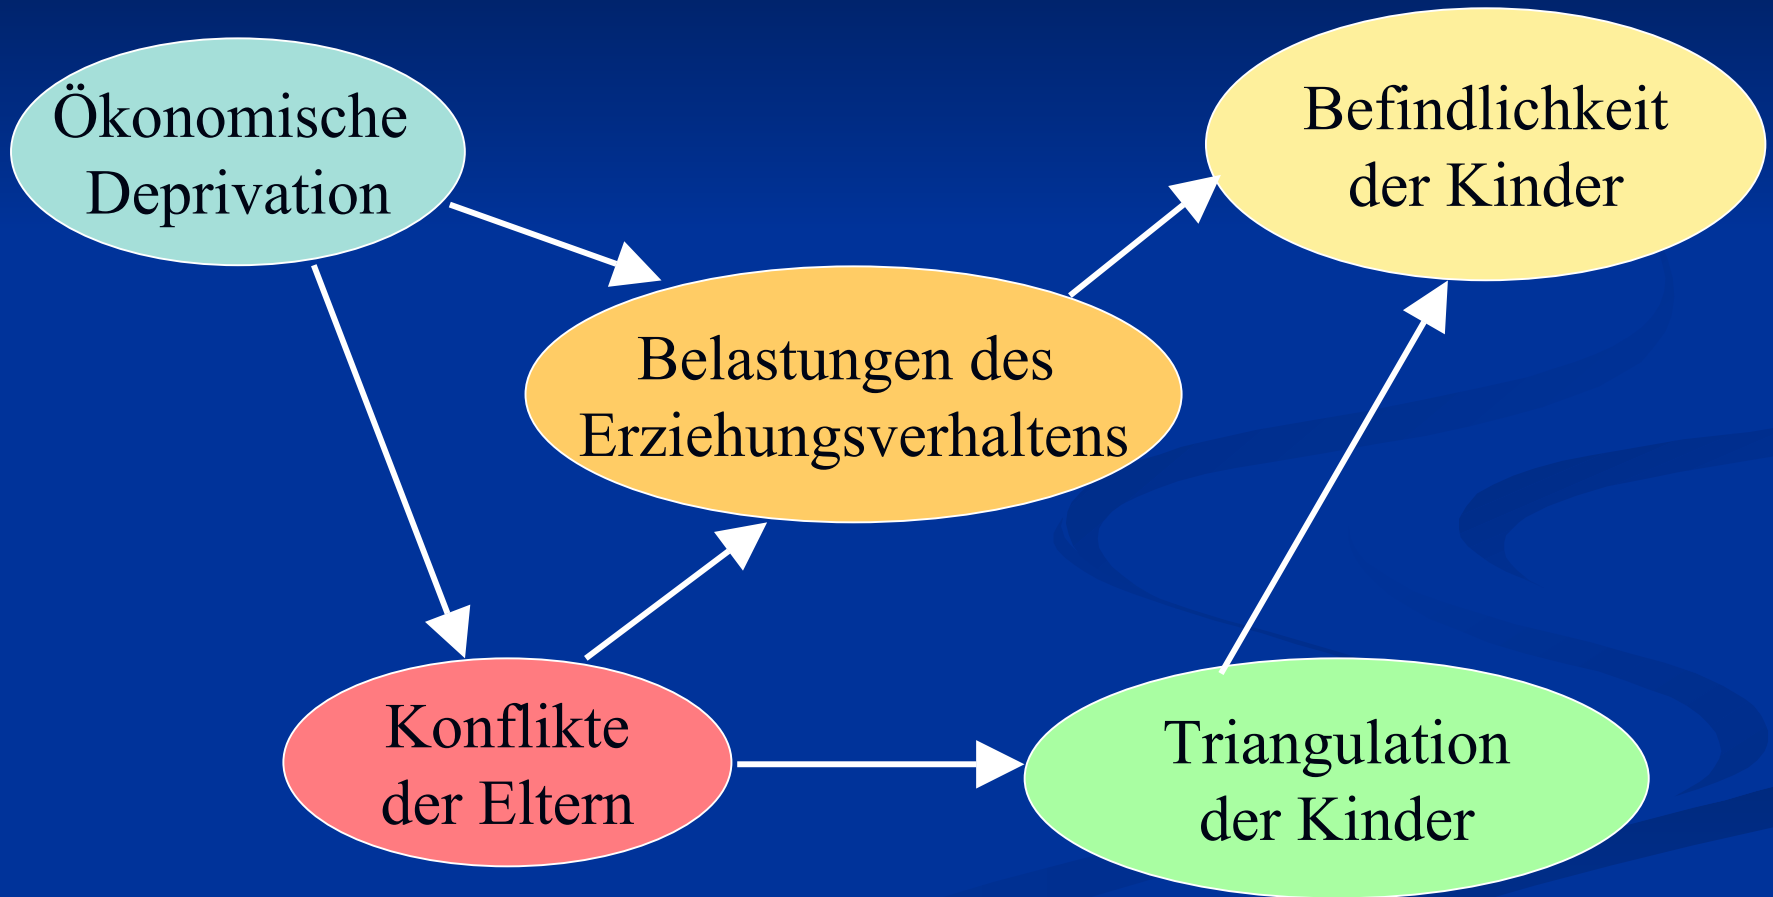 Ökonomische
Deprivation
Befindlichkeit
der Kinder
Belastungen des
Erziehungsverhaltens
Konflikte
der Eltern
Triangulation
der Kinder